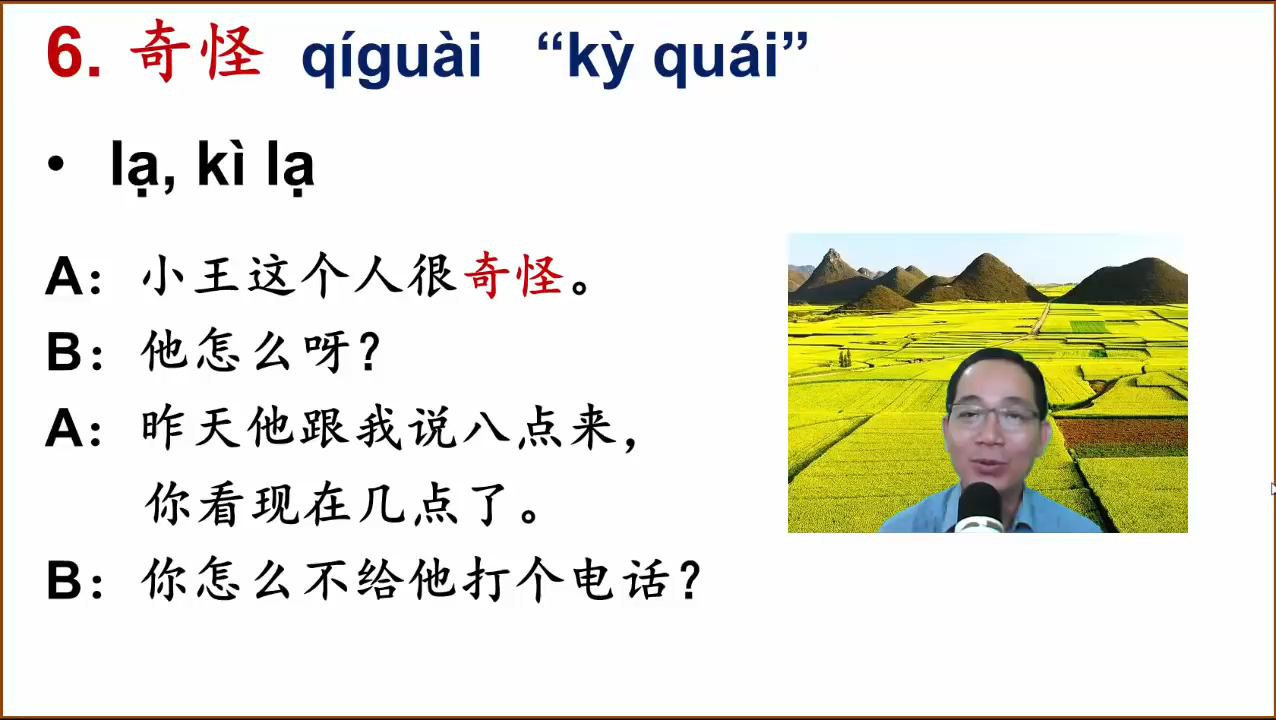 6. 奇怪 qíguài “kỳ quái”
• lạ, kì lạ
A：小王这个人很奇怪。
B：他怎么呀？
A：昨天他跟我说八点来，
你看现在几点了。
B：你怎么不给他打个电话？